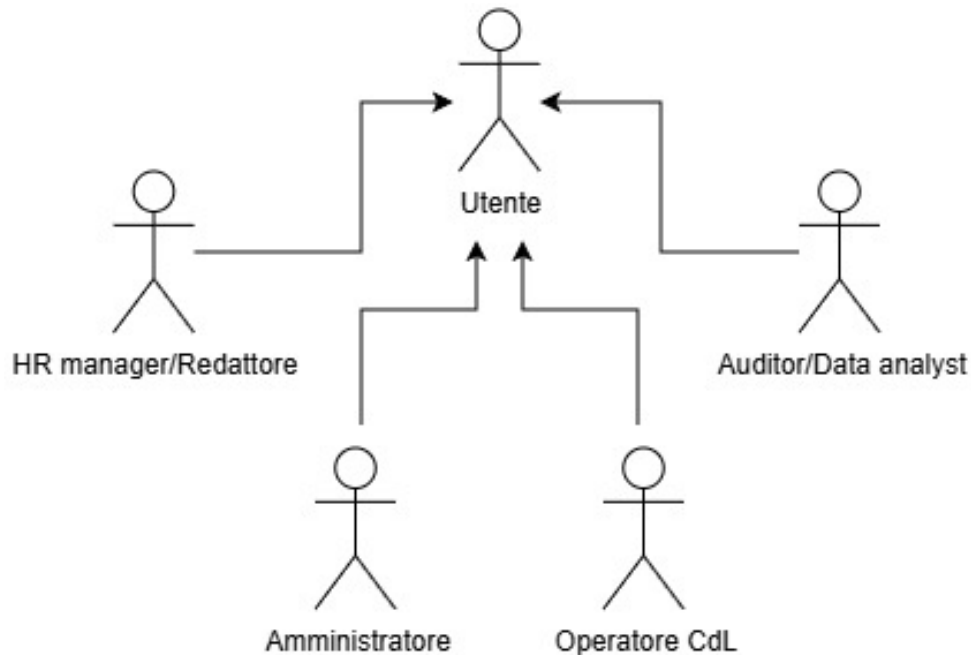 Utente
HR manager/Redattore
Auditor/Data analyst
Amministratore
Operatore CdL